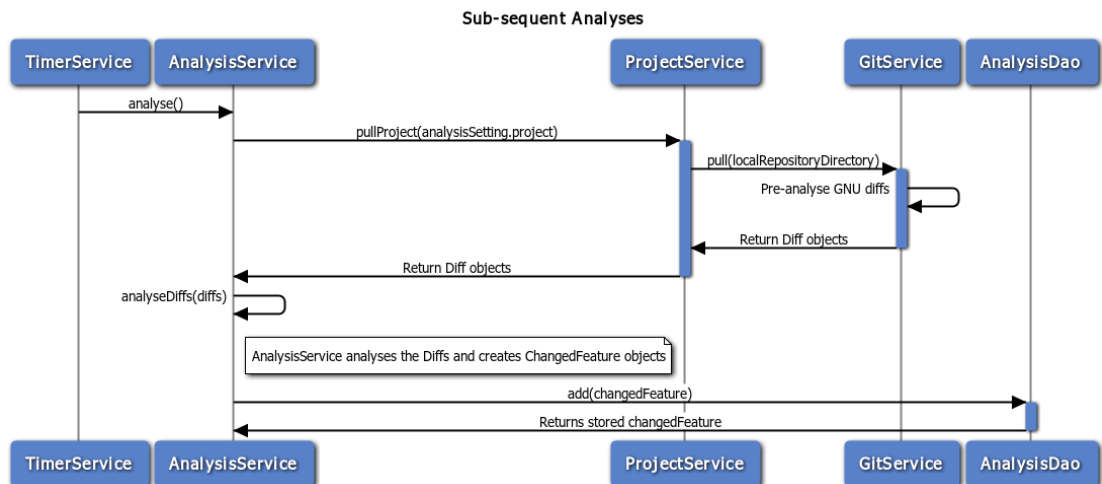 Sub-sequent Analyses
TimerService
AnalysisService
ProjectService
GitService
AnalysisDao
analyse()
pullProject(analysisSetting.project)
pull(localRepositoryDirectory)
Pre-analyse GNU diffs
Return Diff objects
Return Diff objects
analyseDiffs(diffs)
AnalysisService analyses the Diffs and creates ChangedFeature objects
add(changedFeature)
Returns stored changedFeature
TimerService
AnalysisService
ProjectService
GitService
AnalysisDao